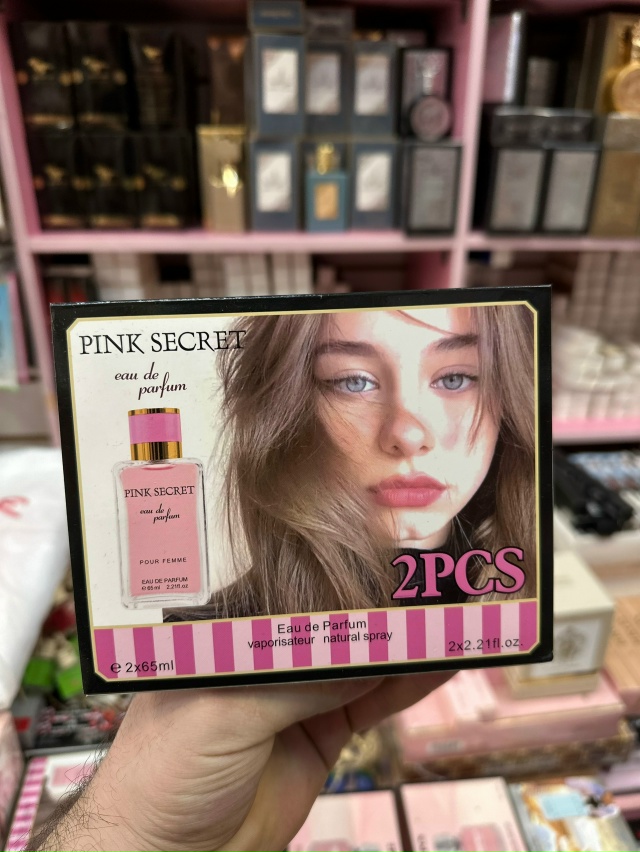 PINK SECRET
eau de
parfum
PINK SECRET
eau de
parfum
POUR FEMME
EAU DE PARFUM
e 65 ml 2.21fl.oz
2PCS
Eau de Parfum
vaporisateur natural spray
℮ 2x65ml
2x2.21fl.oz.